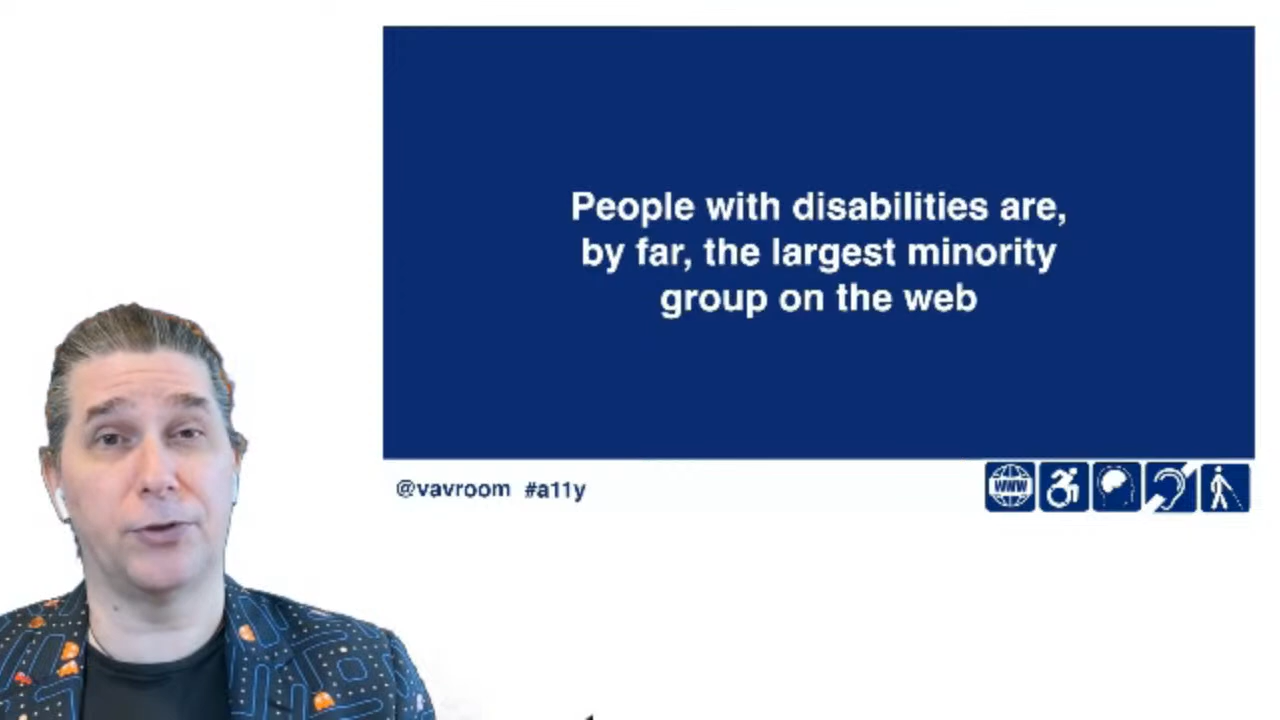 People with disabilities are,
by far, the largest minority
group on the web
@vavroom #a11y
WWW